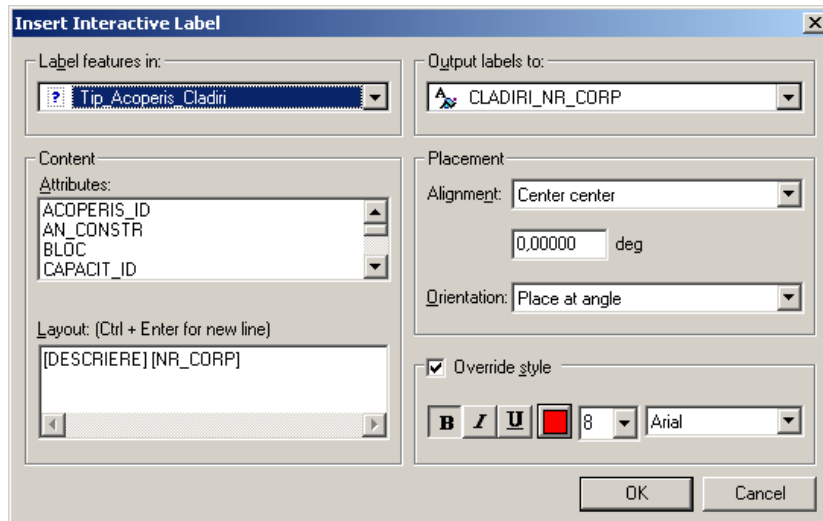 Insert Interactive Label
Label features in:
Tip_Acoperis_Cladiri
Output labels to:
CLADIRI_NR_CORP
Content
Attributes:
ACOPERIS_ID
AN_CONSTR
BLOC
CAPACIT_ID
Layout: (Ctrl + Enter for new line)
[DESCRIERE] [NR_CORP]
Placement
Alignment: Center center
0,00000 deg
Orientation: Place at angle
Override style
B I U 8 Arial
OK Cancel